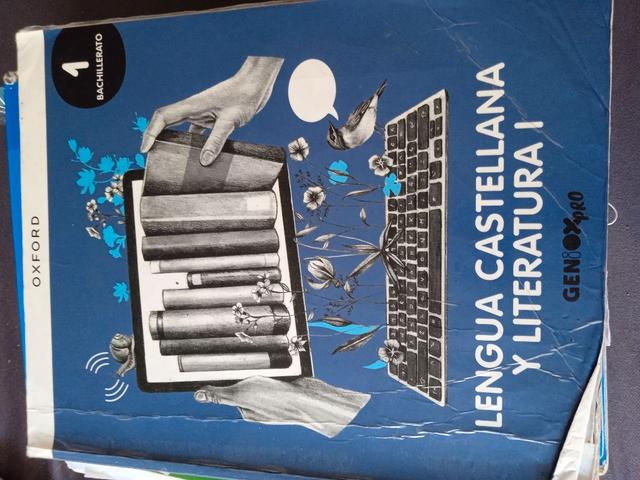 OXFORD
1
BACHILLERATO
LENGUA CASTELLANA
Y LITERATURA I
GENiOX PRO